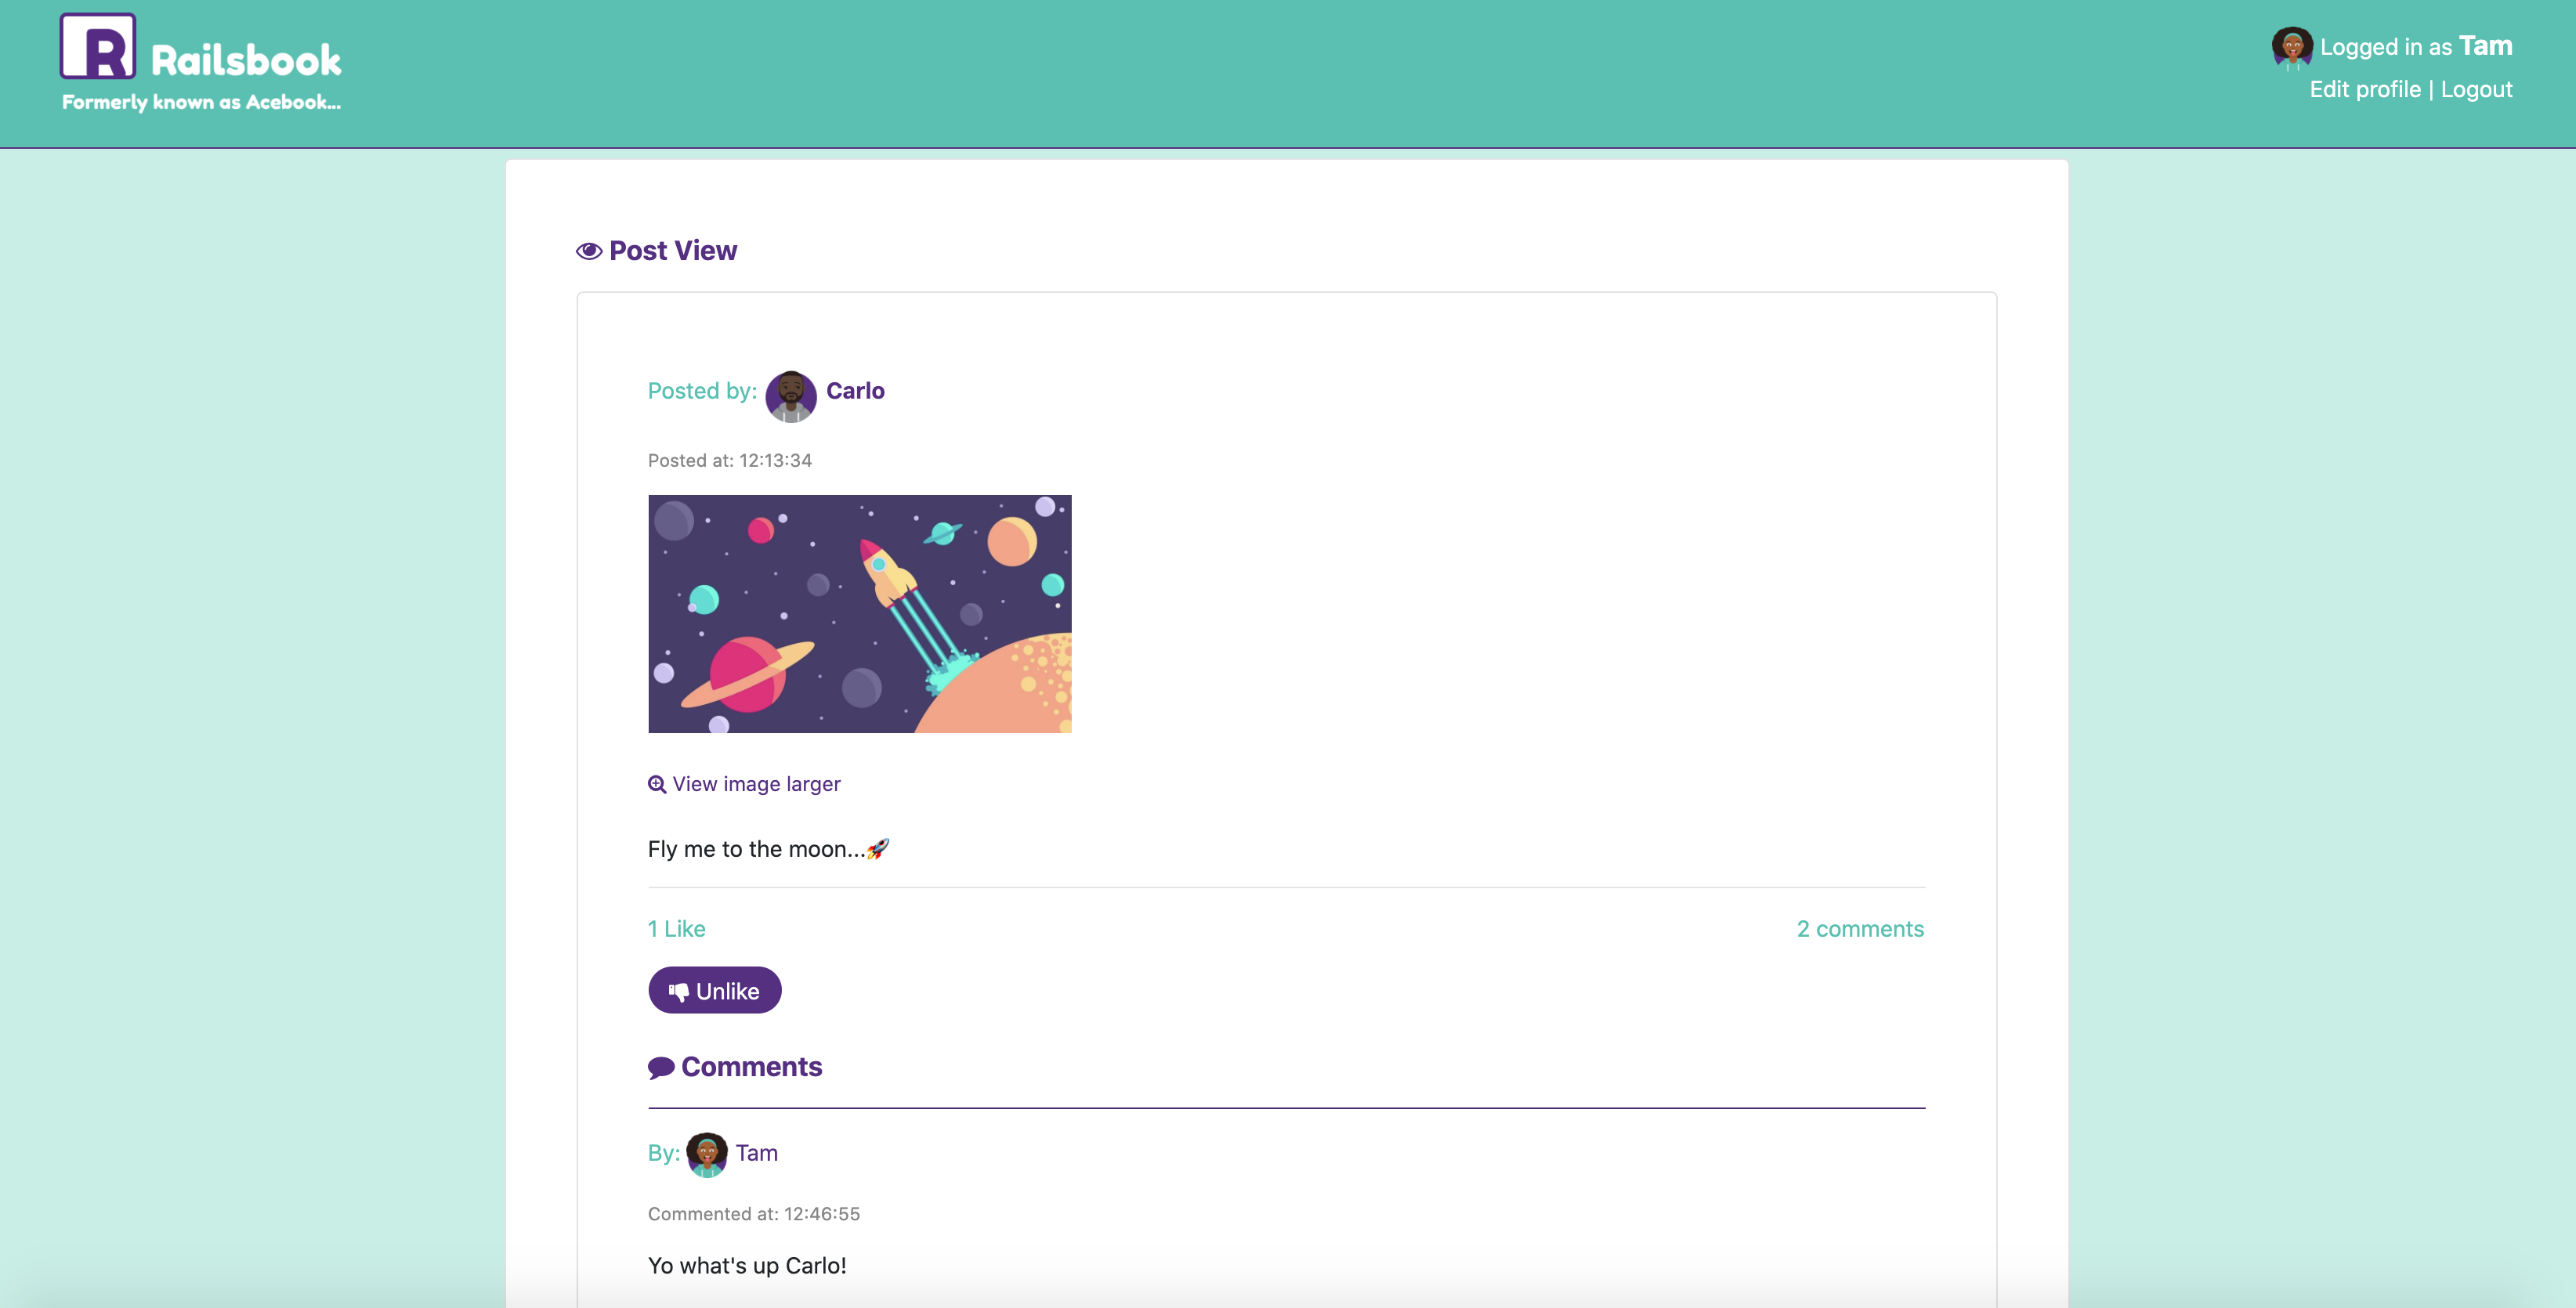 R Railsbook
Formerly known as Acebook...
Logged in as Tam
Edit profile | Logout
Post View
Posted by: Carlo
Posted at: 12:13:34
View image larger
Fly me to the moon...🚀
1 Like
2 comments
Unlike
Comments
By: Tam
Commented at: 12:46:55
Yo what's up Carlo!